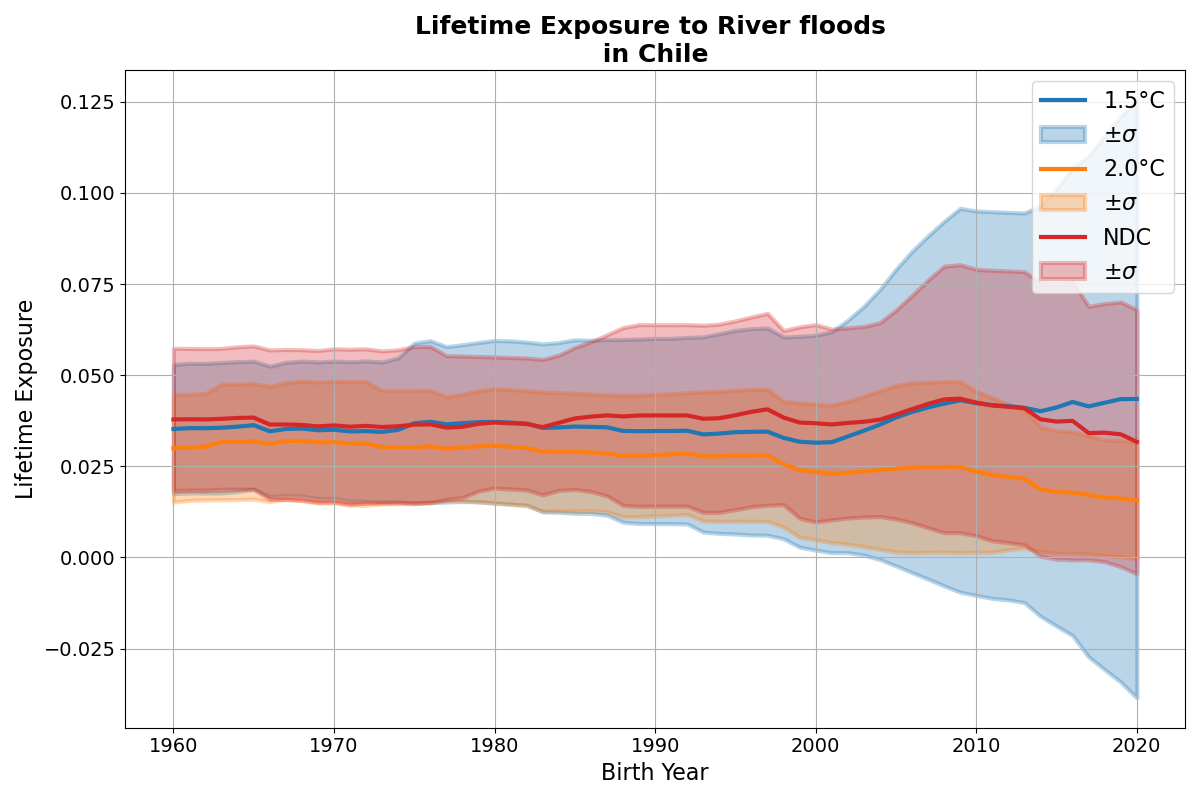 Lifetime Exposure to River floods
in Chile
0.125
0.100
0.075
0.050
0.025
0.000
−0.025
Lifetime Exposure
1960
1970
1980
1990
2000
2010
2020
Birth Year
1.5°C
±σ
2.0°C
±σ
NDC
±σ